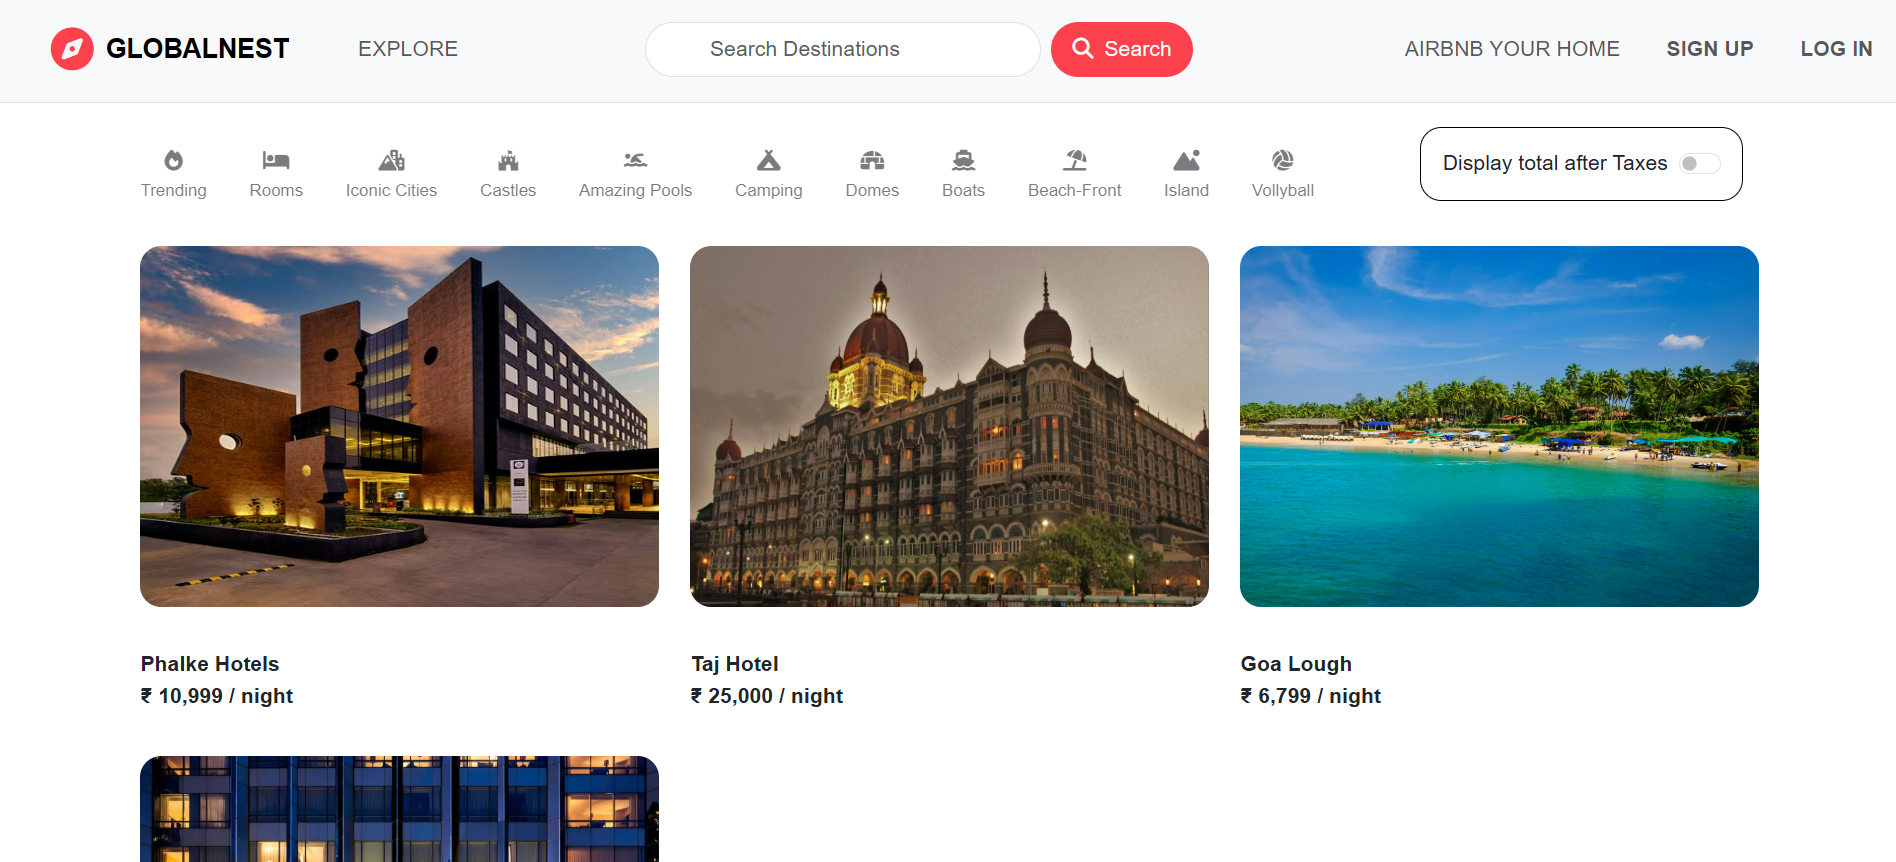 GLOBALNEST
EXPLORE
Search Destinations
Search
AIRBNB YOUR HOME
SIGN UP
LOG IN
Trending
Rooms
Iconic Cities
Castles
Amazing Pools
Camping
Domes
Boats
Beach-Front
Island
Vollyball
Display total after Taxes
Phalke Hotels
₹ 10,999 / night
Taj Hotel
₹ 25,000 / night
Goa Lough
₹ 6,799 / night